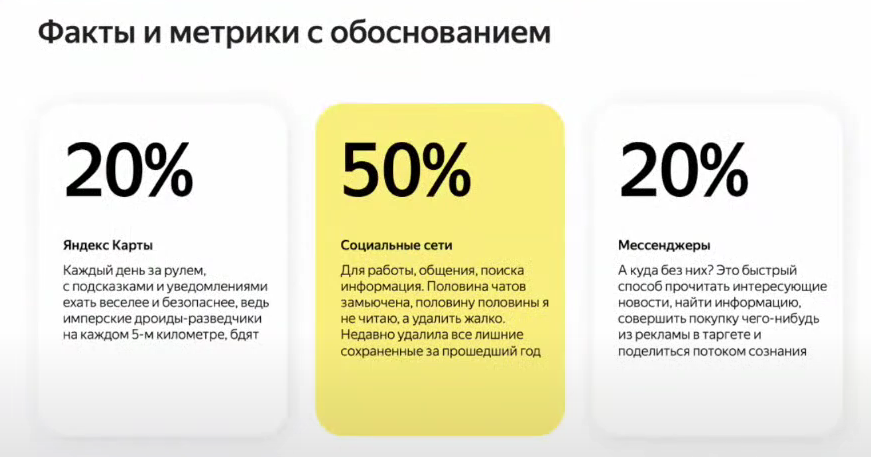 Факты и метрики с обоснованием
20%
Яндекс Карты
Каждый день за рулем,
с подсказками и уведомлениями
ехать веселее и безопаснее, ведь
имперские дроиды-разведчики
на каждом 5-м километре, бдят
50%
Социальные сети
Для работы, общения, поиска
информация. Половина чатов
замьючена, половину половины я
не читаю, а удалить жалко.
Недавно удалила все лишние
сохраненные за прошедший год
20%
Мессенджеры
А куда без них? Это быстрый
способ прочитать интересующие
новости, найти информацию,
совершить покупку чего-нибудь
из рекламы в таргете и
поделиться потоком сознания